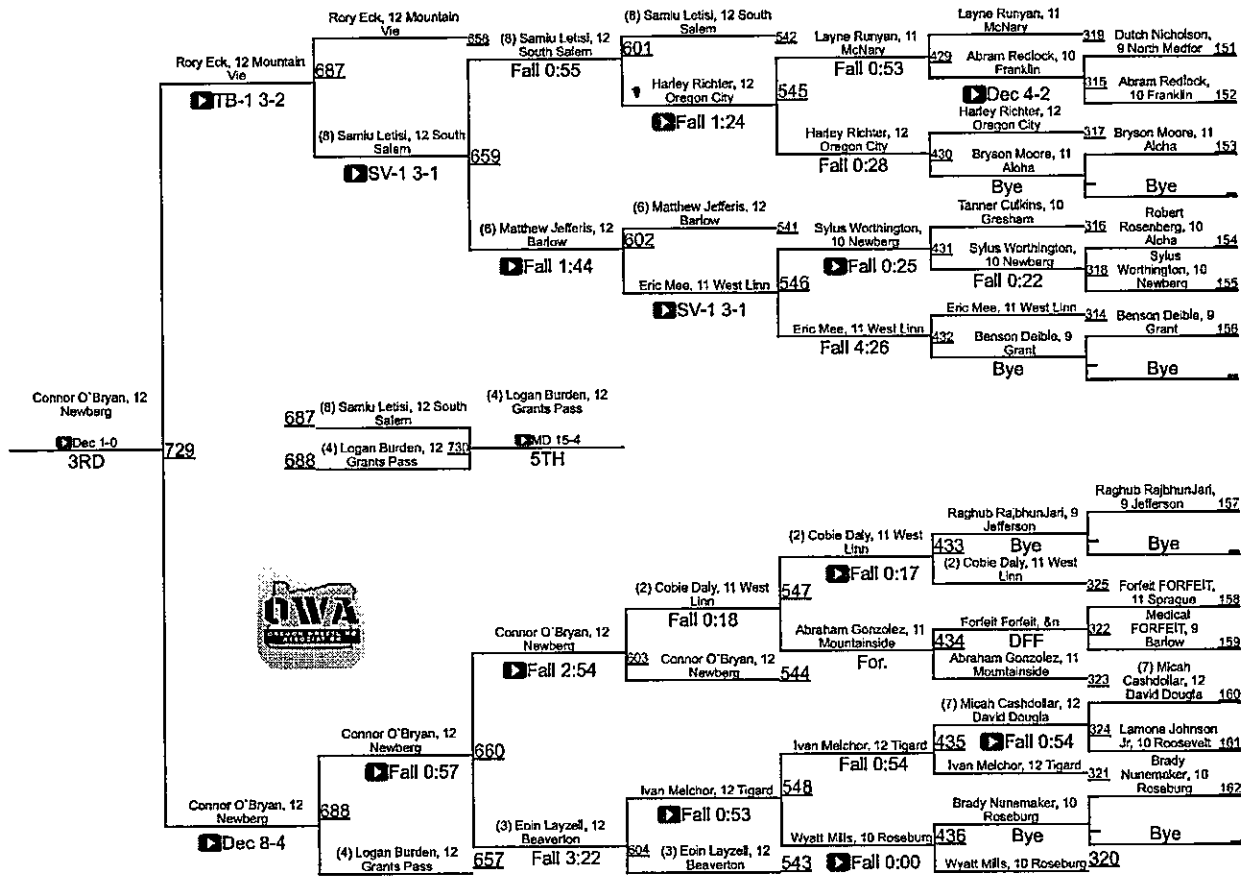 Rory Eck, 12 Mountain
Vie
658
Rory Eck, 12 Mountain
Vie
687
TB-1 3-2
(8) Samiu Letisi, 12 South
Salem
SV-1 3-1
(8) Samiu Letisi, 12
South Salem
Fall 0:55
659
(6) Matthew Jefferis, 12
Barlow
Fall 1:44
(8) Samiu Letisi, 12 South
Salem
542
601
Harley Richter, 12
Oregon City
Fall 1:24
(6) Matthew Jefferis, 12
Barlow
541
602
Eric Mee, 11 West Linn
SV-1 3-1
Layne Runyan, 11
McNary
Fall 0:53
545
Harley Richter, 12
Oregon City
Fall 0:28
Sylus Worthington,
10 Newberg
Fall 0:25
546
Eric Mee, 11 West Linn
Fall 4:26
Layne Runyan, 11
McNary
319
429
Abram Redlock, 10
Franklin
Dec 4-2
Harley Richter, 12
Oregon City
317
430
Bryson Moore, 11
Aloha
Bye
Tanner Cutkins, 10
Gresham
316
431
Sylus Worthington,
10 Newberg
Fall 0:22
Eric Mee, 11 West Linn
314
432
Benson Deible, 9
Grant
Bye
Dutch Nicholson,
9 North Medfor
151
315
Abram Redlock,
10 Franklin
152
Bryson Moore, 11
Aloha
153
Bye
Robert
Rosenberg, 10
Aloha
154
318
Sylus
Worthington, 10
Newberg
155
Benson Deible, 9
Grant
156
Bye
Connor O`Bryan, 12
Newberg
Dec 1-0
3RD
729
687
(8) Samiu Letisi, 12 South
Salem
688
(4) Logan Burden, 12
Grants Pass
730
(4) Logan Burden, 12
Grants Pass
MD 15-4
5TH
OWA
OREGON WRESTLING
ASSOCIATION
Connor O`Bryan, 12
Newberg
Dec 8-4
688
Connor O`Bryan, 12
Newberg
Fall 0:57
(4) Logan Burden, 12
Grants Pass
657
Connor O`Bryan, 12
Newberg
Fall 2:54
660
(3) Eoin Layzell, 12
Beaverton
Fall 3:22
(2) Cobie Daly, 11 West
Linn
Fall 0:18
603
Connor O`Bryan, 12
Newberg
544
Ivan Melchor, 12 Tigard
Fall 0:53
604
(3) Eoin Layzell, 12
Beaverton
543
(2) Cobie Daly, 11 West
Linn
Fall 0:17
547
Abraham Gonzolez, 11
Mountainside
For.
Ivan Melchor, 12 Tigard
Fall 0:54
548
Wyatt Mills, 10 Roseburg
Fall 0:00
Raghub RajbhunJari, 9
Jefferson
433
Bye
(2) Cobie Daly, 11 West
Linn
325
Forfeit Forfeit, &n
434
DFF
Abraham Gonzolez, 11
Mountainside
323
(7) Micah Cashdollar, 12
David Dougla
435
Fall 0:54
Ivan Melchor, 12 Tigard
321
Brady Nunemaker, 10
Roseburg
436
Bye
Wyatt Mills, 10 Roseburg
320
Raghub RajbhunJari,
9 Jefferson
157
Bye
Forfeit FORFEIT,
11 Sprague
158
322
Medical
FORFEIT, 9
Barlow
159
(7) Micah
Cashdollar, 12
David Dougla
160
324
Lamone Johnson
Jr, 10 Roosevelt
161
Brady
Nunemaker, 10
Roseburg
162
Bye